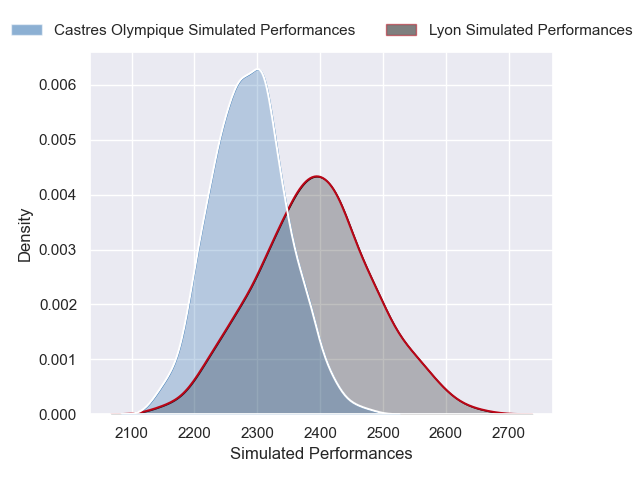 Castres Olympique Simulated Performances Lyon Simulated Performances
0.006
0.005
0.004
0.003
0.002
0.001
0.000
Density
2100 2200 2300 2400 2500 2600 2700
Simulated Performances